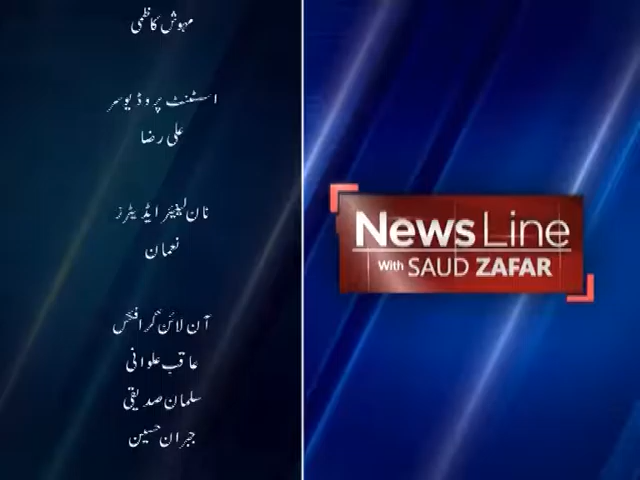 مہوش کاظمی
اسسٹنٹ پروڈیوسر
علی رضا
نان لینیئر ایڈیٹرز
نعمان
آن لائن گرافکس
عاقب علوانی
سلمان صدیقی
جبران حسین
News Line
With SAUD ZAFAR